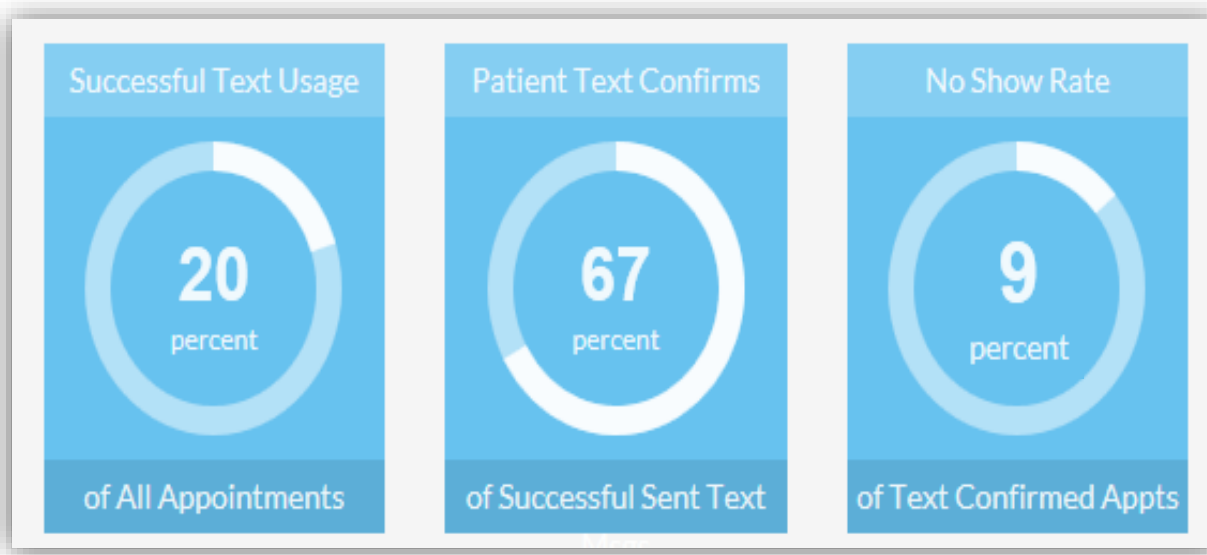 Successful Text Usage
20
percent
of All Appointments
Patient Text Confirms
67
percent
of Successful Sent Text
Msgs
No Show Rate
9
percent
of Text Confirmed Appts